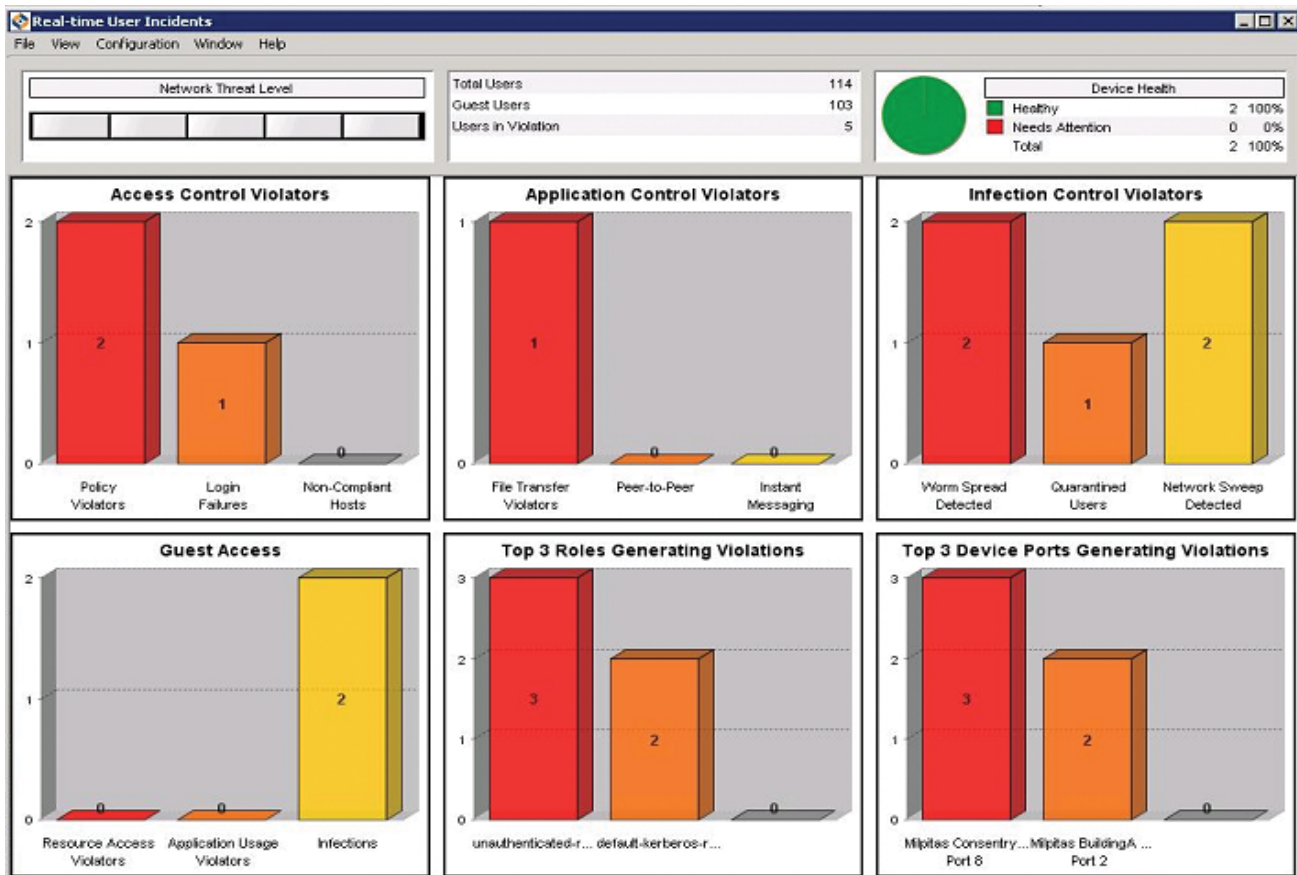 Real-time User Incidents
File View Configuration Window Help
Network Threat Level
Total Users 114
Guest Users 103
Users in Violation 5
Device Health
Healthy 2 100%
Needs Attention 0 0%
Total 2 100%
Access Control Violators
2
1
0
2
1
0
Policy Violators
Login Failures
Non-Compliant Hosts
Application Control Violators
1
0
1
0
0
File Transfer Violators
Peer-to-Peer
Instant Messaging
Infection Control Violators
2
1
0
2
1
2
Worm Spread Detected
Quarantined Users
Network Sweep Detected
Guest Access
2
1
0
0
0
2
Resource Access Violators
Application Usage Violators
Infections
Top 3 Roles Generating Violations
3
2
1
0
3
2
0
unauthenticated-r...
default-kerberos-r...
Top 3 Device Ports Generating Violations
3
2
1
0
3
2
0
Milpitas Consentry... Port 8
Milpitas BuildingA ... Port 2